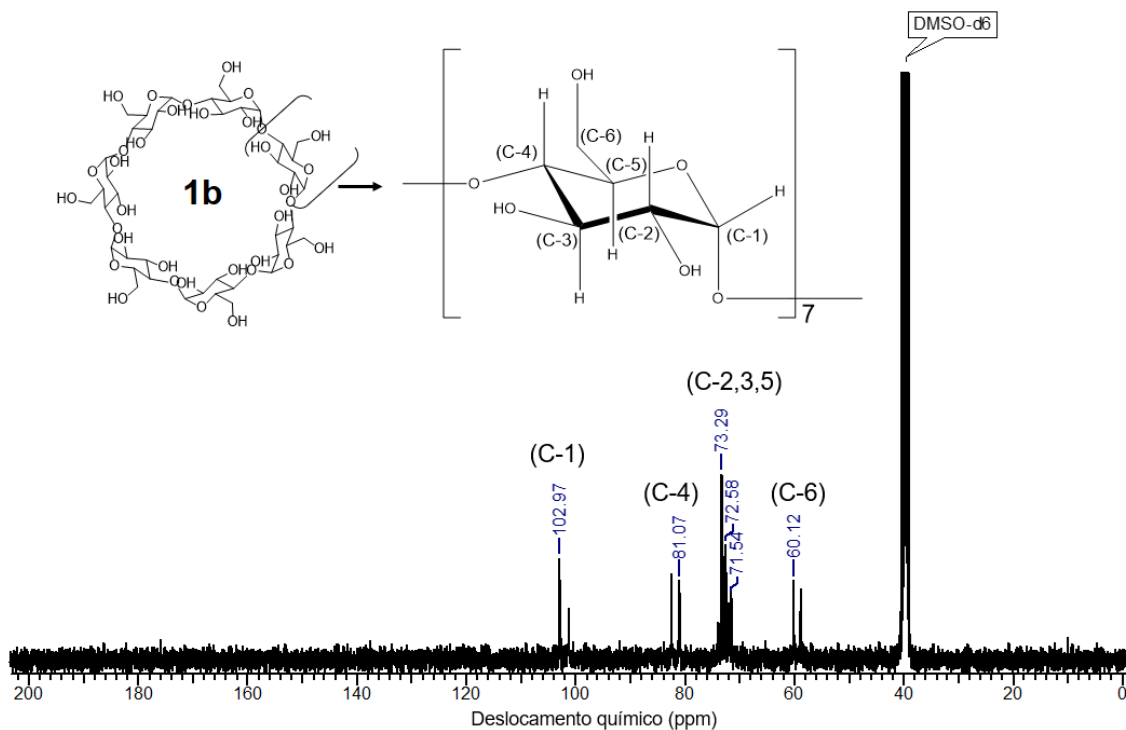 DMSO-d6
OH
HO
O
1b
[
]
7
OH
H
(C-6)
H
(C-4)
(C-5)
O
H
O
HO
(C-3)
(C-2)
(C-1)
H
OH
H
O
(C-2,3,5)
73.29
72.58
71.54
(C-1)
102.97
(C-4)
81.07
(C-6)
60.12
200 180 160 140 120 100 80 60 40 20 0
Deslocamento químico (ppm)